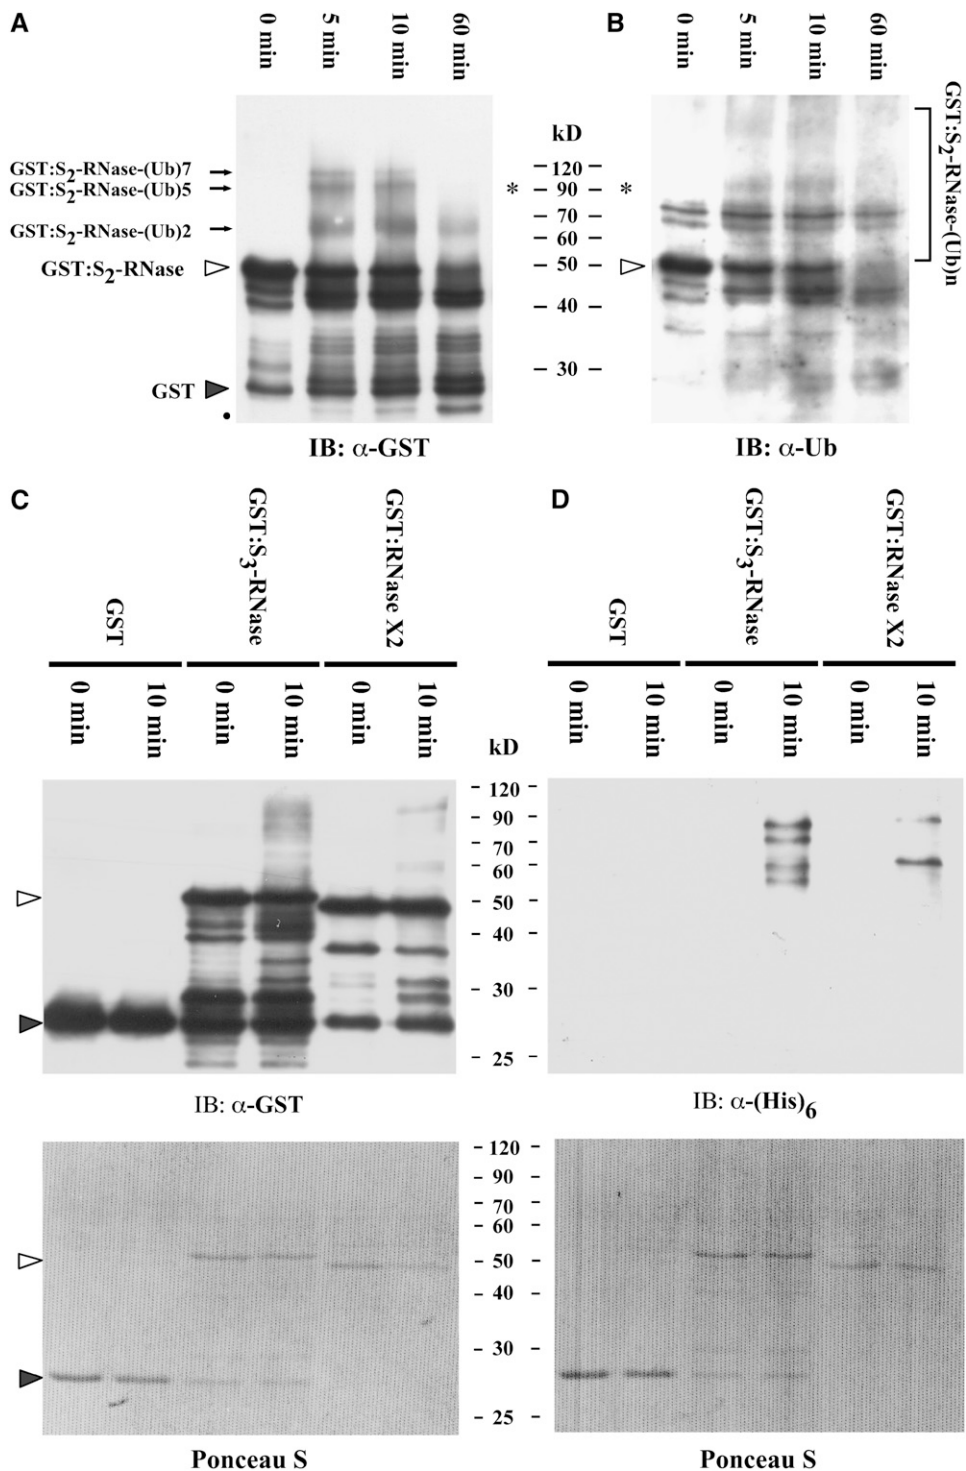 A
0 min
5 min
10 min
60 min
B
0 min
5 min
10 min
60 min
GST:S2-RNase-(Ub)7
GST:S2-RNase-(Ub)5
GST:S2-RNase-(Ub)2
GST:S2-RNase
GST
•
kD
– 120 –
* – 90 – *
– 70 –
– 60 –
– 50 –
– 40 –
– 30 –
GST:S2-RNase-(Ub)n
IB: α-GST
IB: α-Ub
C
GST
GST:S3-RNase
GST:RNase X2
0 min
10 min
0 min
10 min
0 min
10 min
D
GST
GST:S3-RNase
GST:RNase X2
0 min
10 min
0 min
10 min
0 min
10 min
kD
- 120 -
- 90 -
- 70 -
- 60 -
- 50 -
- 40 -
- 30 -
- 25 -
IB: α-GST
IB: α-(His)6
- 120 -
- 90 -
- 70 -
- 60 -
- 50 -
- 40 -
- 30 -
- 25 -
Ponceau S
Ponceau S